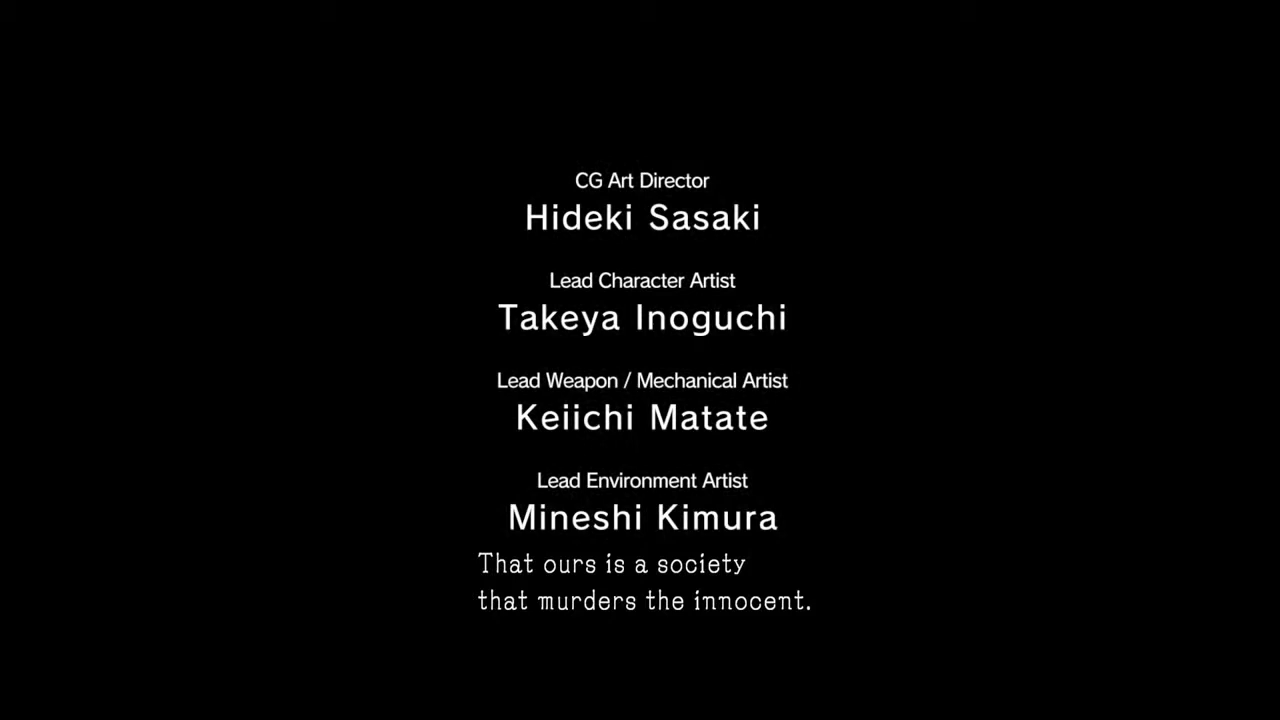 CG Art Director
Hideki Sasaki
Lead Character Artist
Takeya Inoguchi
Lead Weapon / Mechanical Artist
Keiichi Matate
Lead Environment Artist
Mineshi Kimura
That ours is a society
that murders the innocent.